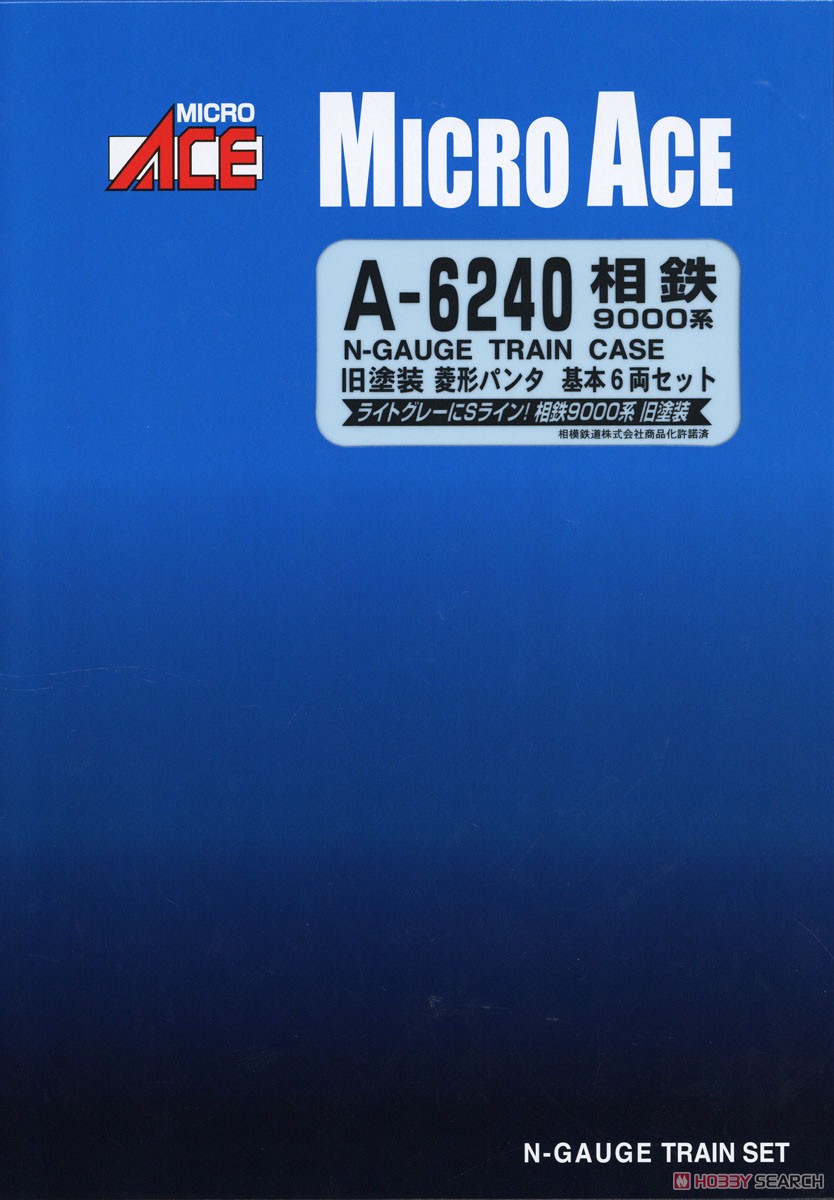 MICRO
ACE
MICRO ACE
A-6240 相鉄
9000系
N-GAUGE TRAIN CASE
旧塗装 菱形パンタ 基本6両セット
ライトグレーにSライン! 相鉄9000系 旧塗装
相模鉄道株式会社商品化許諾済
N-GAUGE TRAIN SET
HOBBY SEARCH